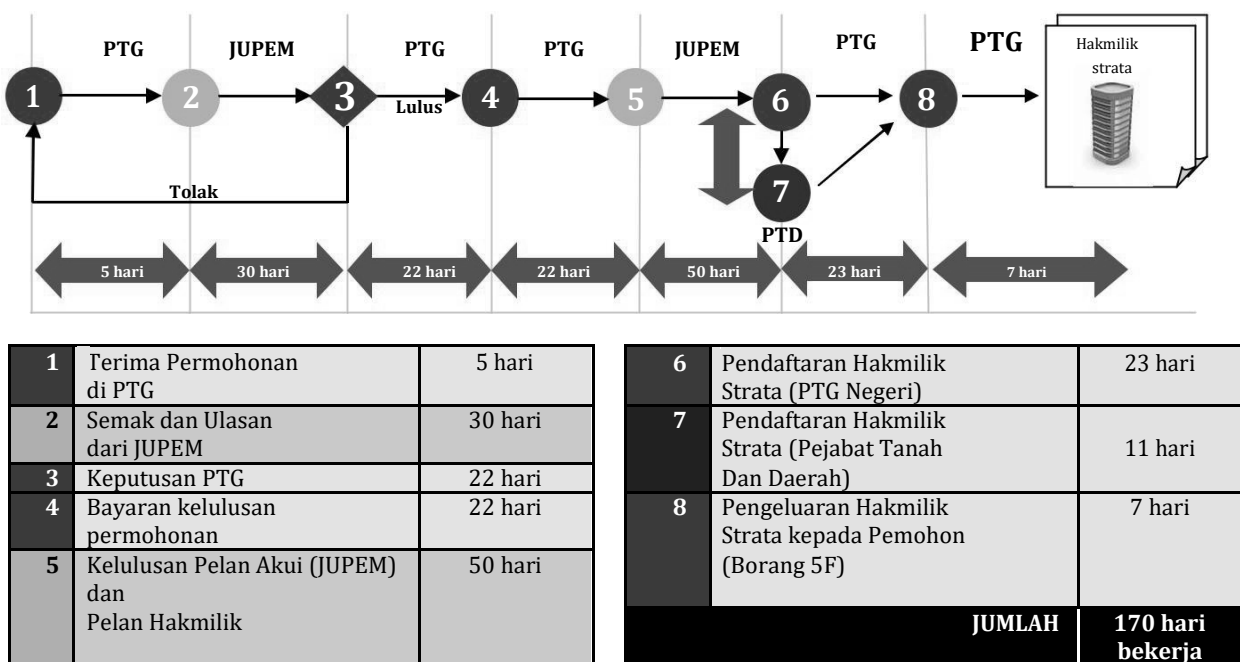 PTG
JUPEM
PTG
PTG
JUPEM
PTG
PTG
Hakmilik
strata
1
2
3
Lulus
4
5
6
8
Tolak
7
PTD
5 hari
30 hari
22 hari
22 hari
50 hari
23 hari
7 hari
1 Terima Permohonan 5 hari
di PTG
2 Semak dan Ulasan 30 hari
dari JUPEM
3 Keputusan PTG 22 hari
4 Bayaran kelulusan 22 hari
permohonan
5 Kelulusan Pelan Akui (JUPEM) 50 hari
dan
Pelan Hakmilik
6 Pendaftaran Hakmilik 23 hari
Strata (PTG Negeri)
7 Pendaftaran Hakmilik
Strata (Pejabat Tanah 11 hari
Dan Daerah)
8 Pengeluaran Hakmilik 7 hari
Strata kepada Pemohon
(Borang 5F)
JUMLAH 170 hari
bekerja